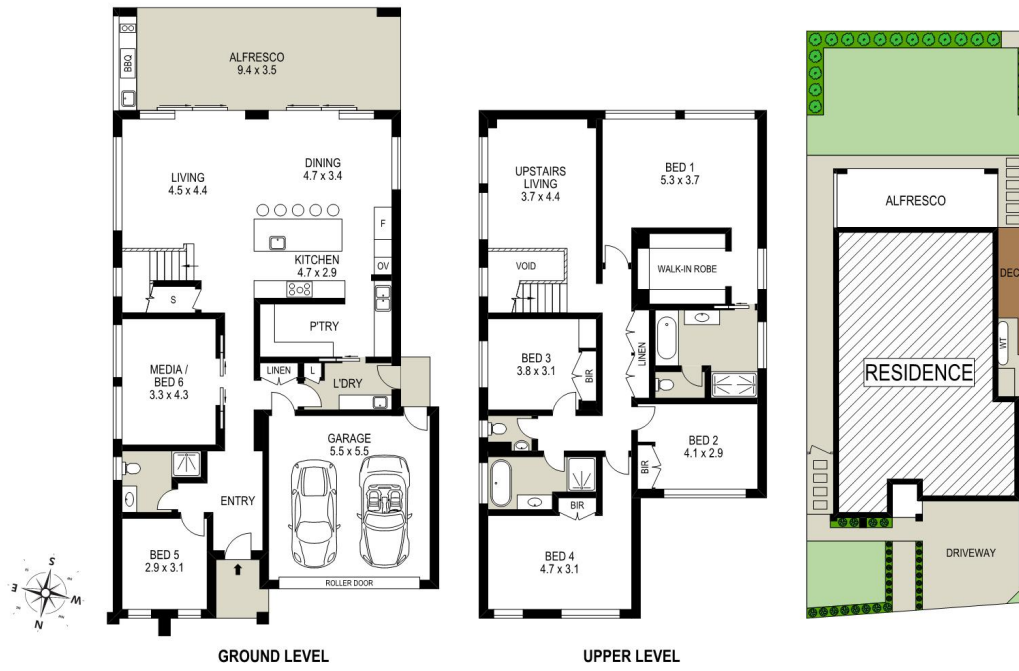 BBQ
ALFRESCO
9.4 x 3.5
LIVING
4.5 x 4.4
DINING
4.7 x 3.4
F
KITCHEN
4.7 x 2.9
OV
S
P'TRY
MEDIA /
BED 6
3.3 x 4.3
LINEN
L
L'DRY
GARAGE
5.5 x 5.5
ENTRY
BED 5
2.9 x 3.1
ROLLER DOOR
S
E
W
N
GROUND LEVEL
UPSTAIRS
LIVING
3.7 x 4.4
BED 1
5.3 x 3.7
VOID
WALK-IN ROBE
BED 3
3.8 x 3.1
BIR
LINEN
BED 2
4.1 x 2.9
BIR
BIR
BED 4
4.7 x 3.1
UPPER LEVEL
ALFRESCO
DEC
WT
RESIDENCE
DRIVEWAY